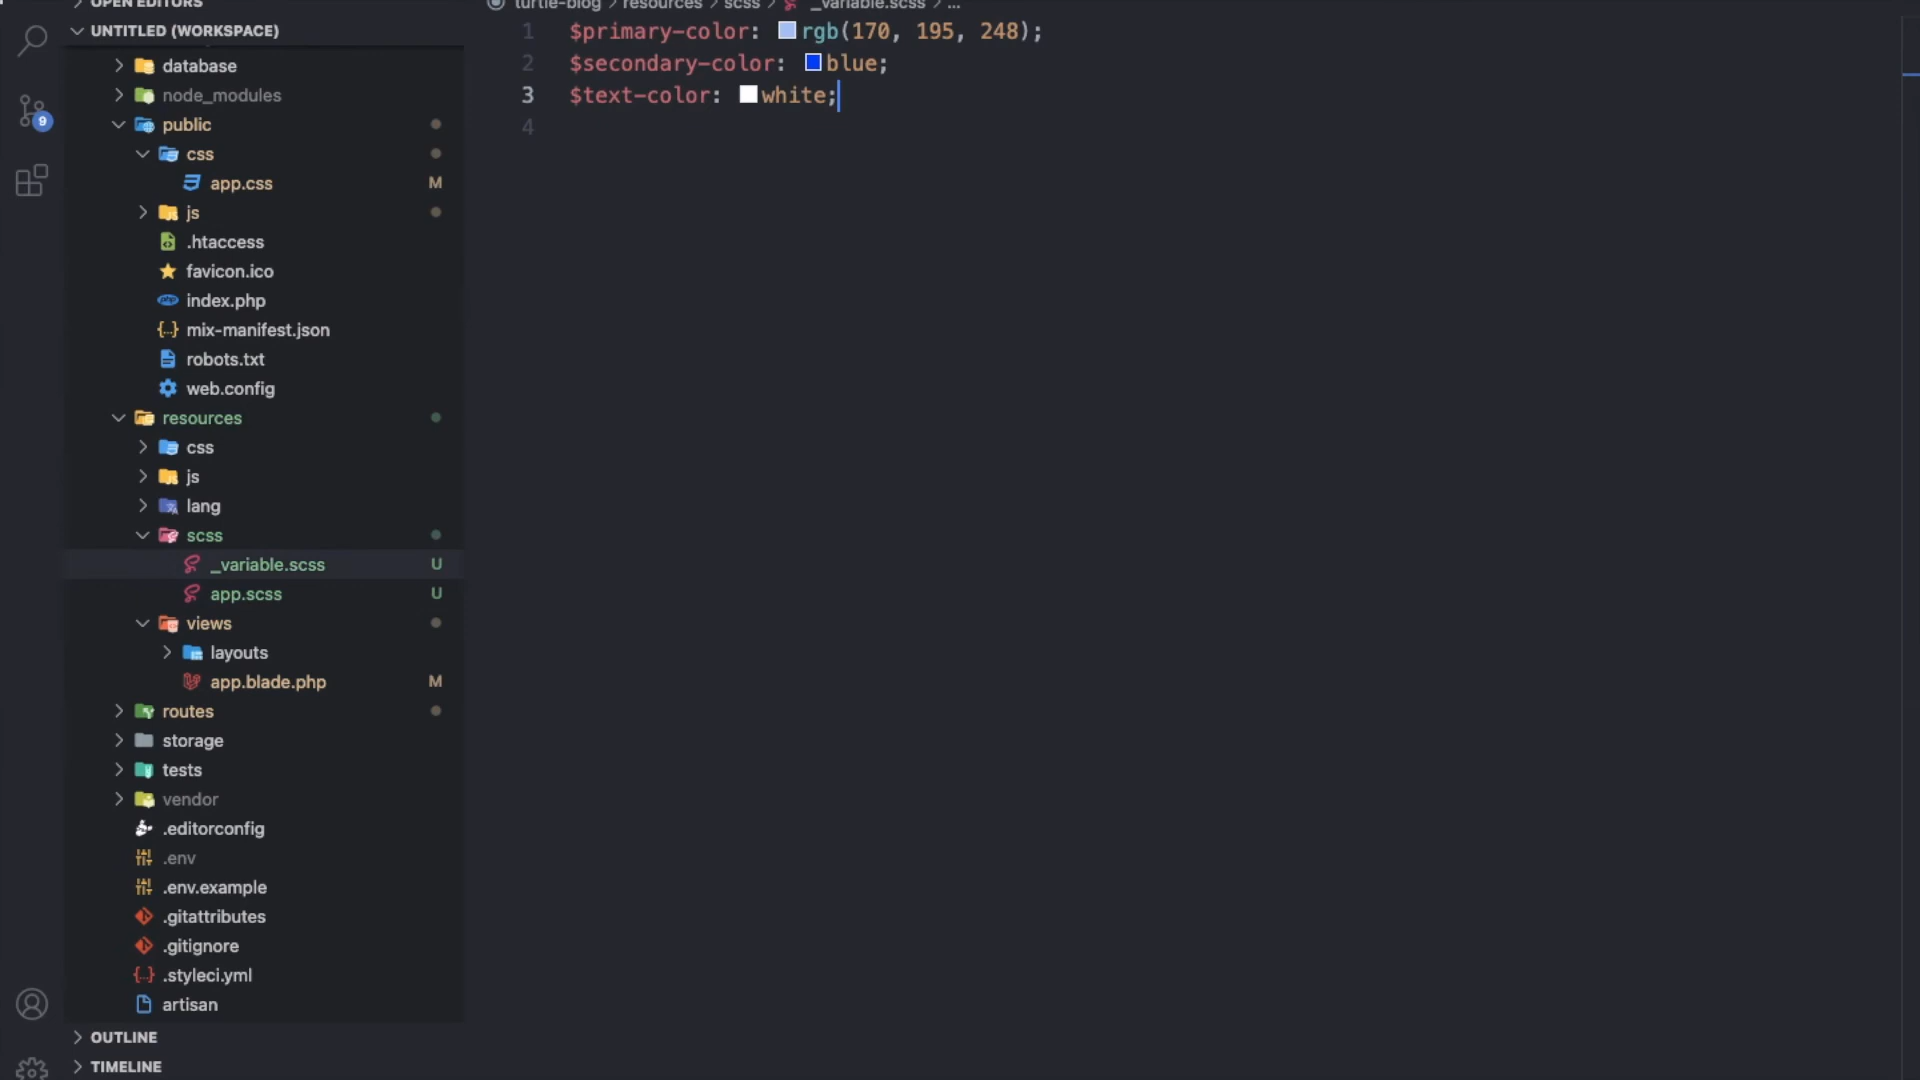 OPEN EDITORS
turtle-blog > resources > scss > _variable.scss > ...
UNTITLED (WORKSPACE)
database
node_modules
public
css
app.css M
js
.htaccess
favicon.ico
index.php
mix-manifest.json
robots.txt
web.config
resources
css
js
lang
scss
_variable.scss U
app.scss U
views
layouts
app.blade.php M
routes
storage
tests
vendor
.editorconfig
.env
.env.example
.gitattributes
.gitignore
.styleci.yml
artisan
OUTLINE
TIMELINE
9
1 $primary-color: rgb(170, 195, 248);
2 $secondary-color: blue;
3 $text-color: white;
4